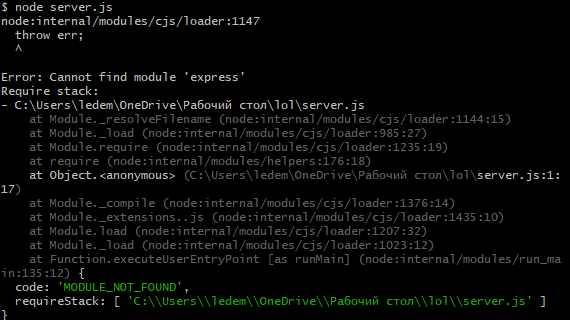 $ node server.js
node:internal/modules/cjs/loader:1147
  throw err;
  ^

Error: Cannot find module 'express'
Require stack:
- C:\Users\ledem\OneDrive\Рабочий стол\lol\server.js
    at Module._resolveFilename (node:internal/modules/cjs/loader:1144:15)
    at Module._load (node:internal/modules/cjs/loader:985:27)
    at Module.require (node:internal/modules/cjs/loader:1235:19)
    at require (node:internal/modules/helpers:176:18)
    at Object.<anonymous> (C:\Users\ledem\OneDrive\Рабочий стол\lol\server.js:1:
17)
    at Module._compile (node:internal/modules/cjs/loader:1376:14)
    at Module._extensions..js (node:internal/modules/cjs/loader:1435:10)
    at Module.load (node:internal/modules/cjs/loader:1207:32)
    at Module._load (node:internal/modules/cjs/loader:1023:12)
    at Function.executeUserEntryPoint [as runMain] (node:internal/modules/run_ma
in:135:12) {
  code: 'MODULE_NOT_FOUND',
  requireStack: [ 'C:\\Users\\ledem\\OneDrive\\Рабочий стол\\lol\\server.js' ]
}